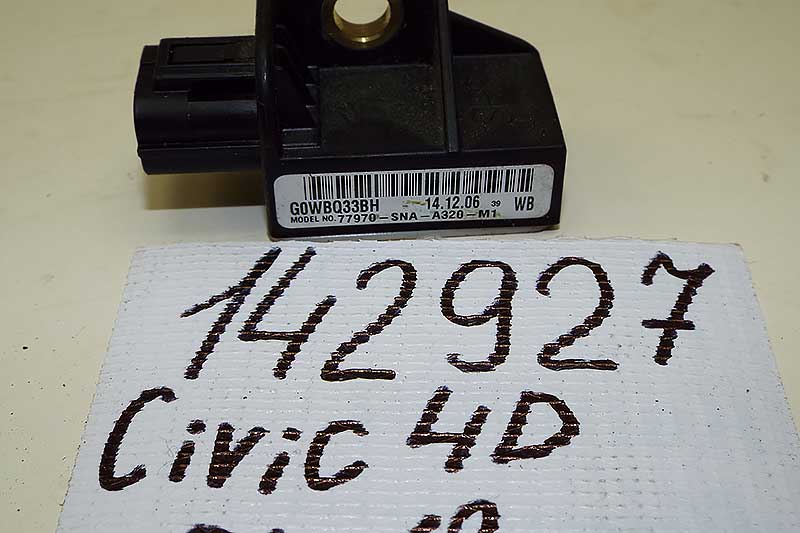 G0WBQ33BH - 14.12.06 39 WB
MODEL NO. 77970-SNA-A320-M1
142927
Civic 4D